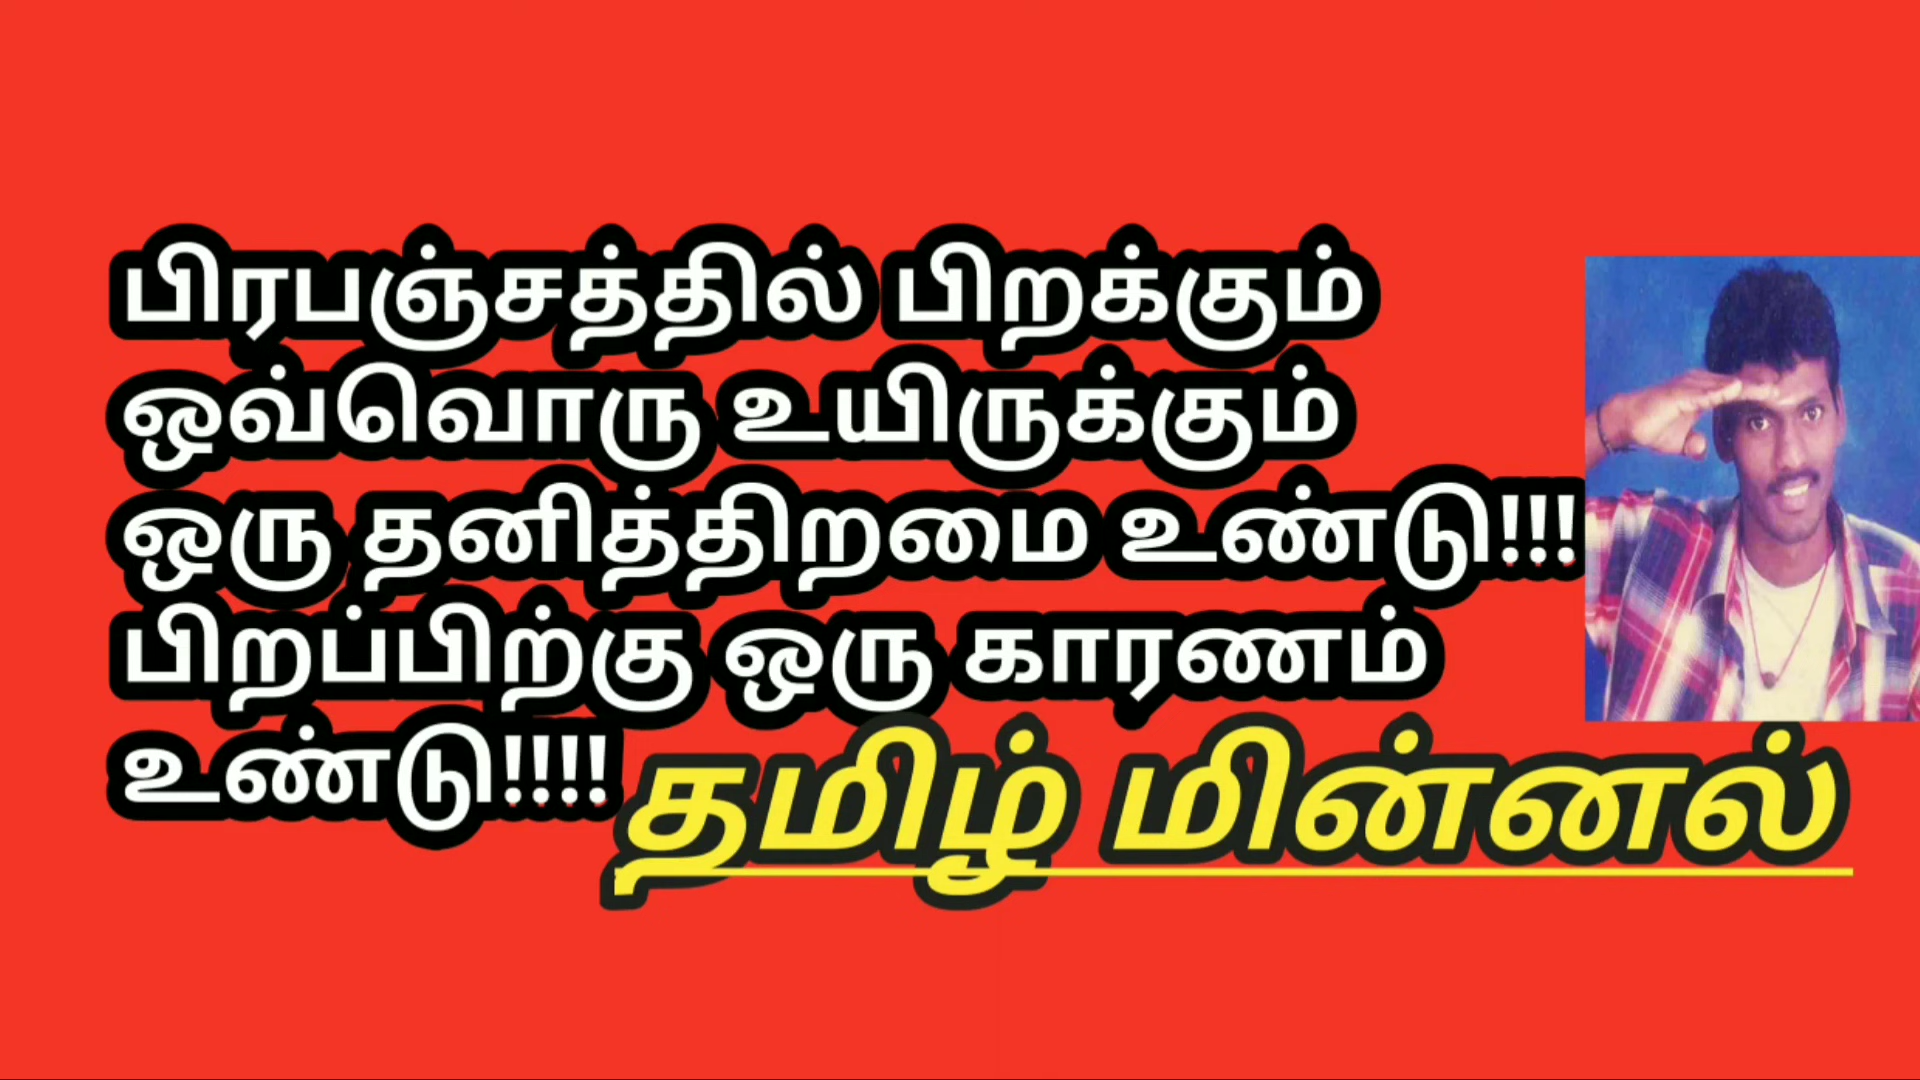 பிரபஞ்சத்தில் பிறக்கும்
ஒவ்வொரு உயிருக்கும்
ஒரு தனித்திறமை உண்டு!!!
பிறப்பிற்கு ஒரு காரணம்
உண்டு!!!!
தமிழ் மின்னல்